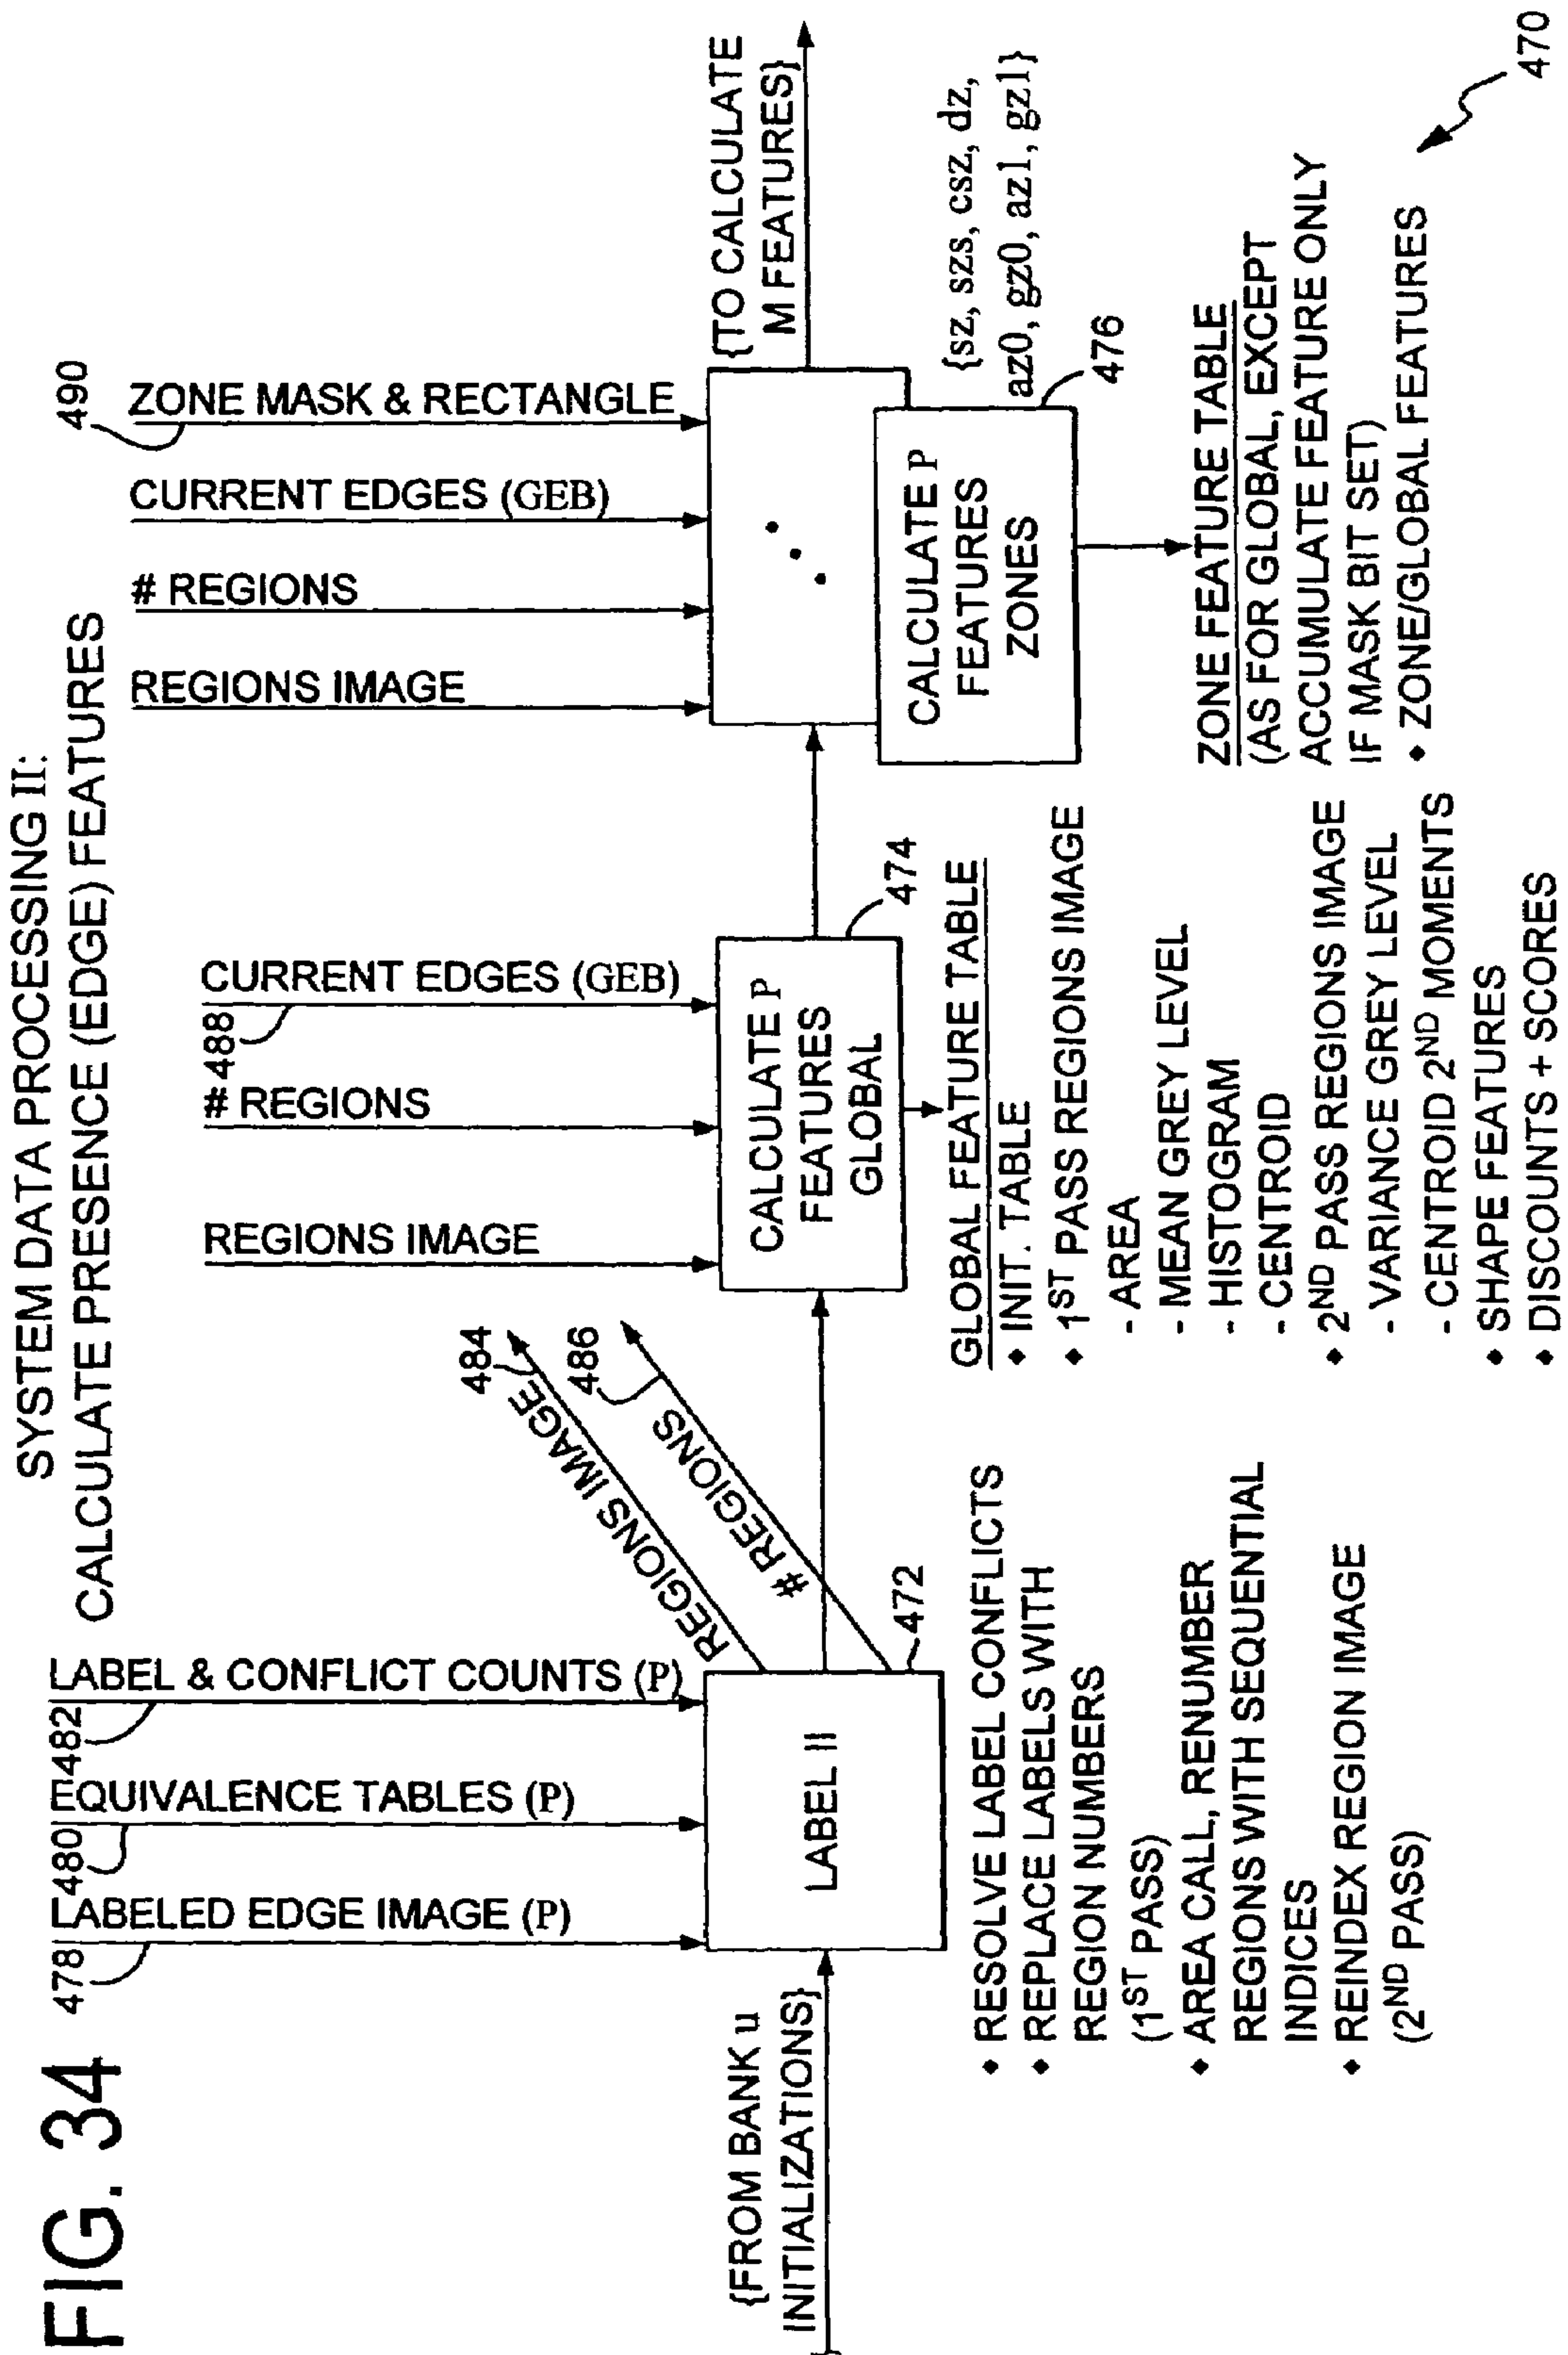 FIG. 34
SYSTEM DATA PROCESSING II:
CALCULATE PRESENCE (EDGE) FEATURES
{FROM BANK u
INITIALIZATIONS}
478
LABELED EDGE IMAGE (P)
480
EQUIVALENCE TABLES (P)
482
LABEL & CONFLICT COUNTS (P)
LABEL II
472
REGIONS IMAGE
484
# REGIONS
486
♦ RESOLVE LABEL CONFLICTS
♦ REPLACE LABELS WITH
REGION NUMBERS
(1ST PASS)
♦ AREA CALL, RENUMBER
REGIONS WITH SEQUENTIAL
INDICES
♦ REINDEX REGION IMAGE
(2ND PASS)
REGIONS IMAGE
# REGIONS
488
CURRENT EDGES (GEB)
CALCULATE P
FEATURES
GLOBAL
474
GLOBAL FEATURE TABLE
♦ INIT. TABLE
♦ 1ST PASS REGIONS IMAGE
- AREA
- MEAN GREY LEVEL
- HISTOGRAM
- CENTROID
♦ 2ND PASS REGIONS IMAGE
- VARIANCE GREY LEVEL
- CENTROID 2ND MOMENTS
♦ SHAPE FEATURES
♦ DISCOUNTS + SCORES
REGIONS IMAGE
# REGIONS
CURRENT EDGES (GEB)
490
ZONE MASK & RECTANGLE
{TO CALCULATE
M FEATURES}
CALCULATE P
FEATURES
ZONES
476
{sz, szs, csz, dz,
az0, gz0, az1, gz1}
ZONE FEATURE TABLE
(AS FOR GLOBAL, EXCEPT
ACCUMULATE FEATURE ONLY
IF MASK BIT SET)
♦ ZONE/GLOBAL FEATURES
470